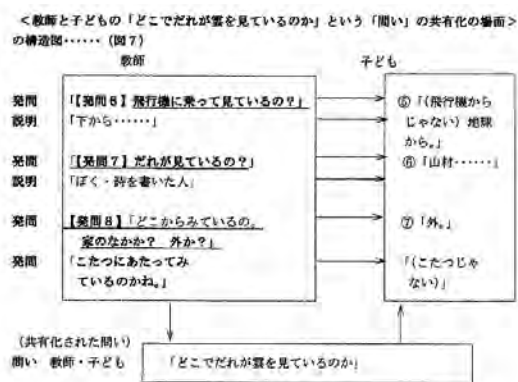 <教師と子どもの「どこでだれが雲を見ているのか」という「問い」の共有化の場面>
の構造図……(図7)
教師 子ども
発問 「【発問6】飛行機に乗って見ているの?」 ⑤「(飛行機から
説明 「下から……」 じゃない)地球
から。」
発問 「【発問7】だれが見ているの?」 ⑥「山村……」
説明 「ぼく・詩を書いた人」
発問 【発問8】「どこからみているの。 ⑦「外。」
家のなかか? 外か?」
発問 「こたつにあたってみ 「(こたつじゃ
ているのかね。」 ない)」
(共有化された問い)
問い 教師・子ども 「どこでだれが雲を見ているのか」